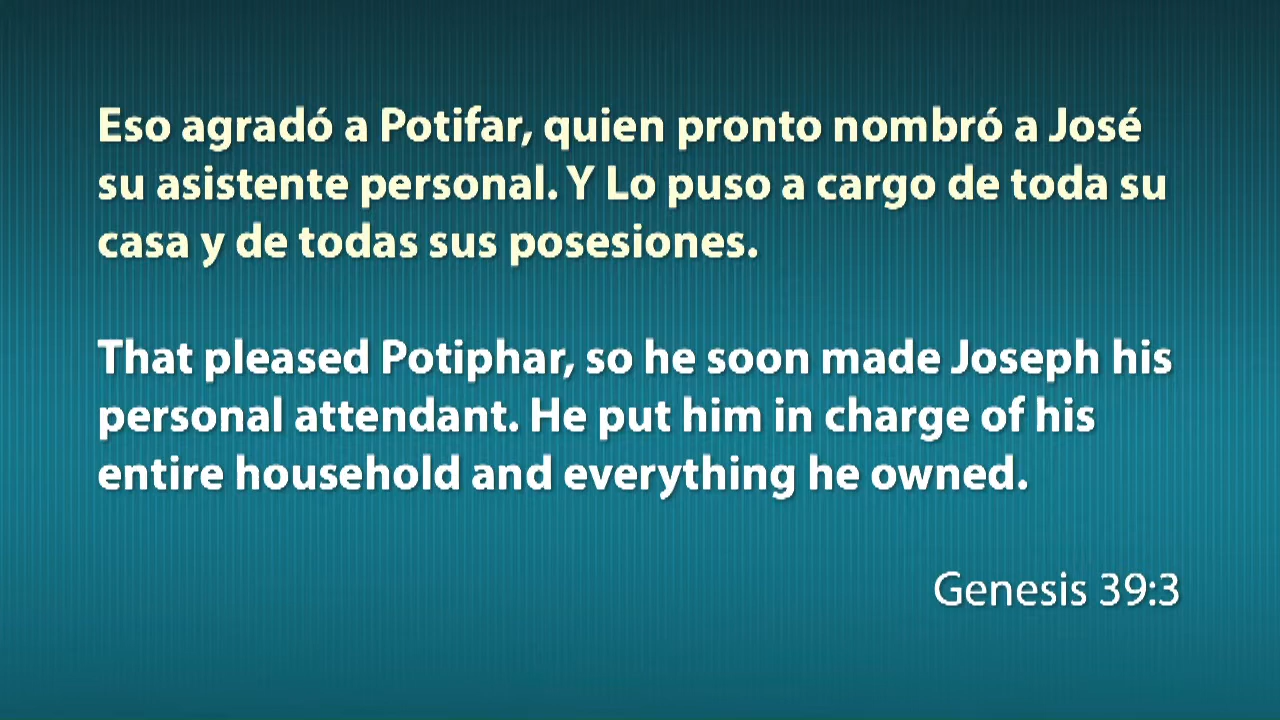 Eso agradó a Potifar, quien pronto nombró a José
su asistente personal. Y Lo puso a cargo de toda su
casa y de todas sus posesiones.
That pleased Potiphar, so he soon made Joseph his
personal attendant. He put him in charge of his
entire household and everything he owned.
Genesis 39:3